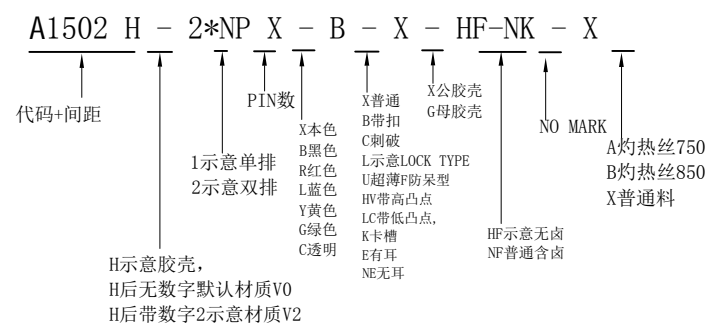 A1502 H - 2*NP X - B - X - HF-NK - X
代码+间距
H示意胶壳，
H后无数字默认材质V0
H后带数字2示意材质V2
1示意单排
2示意双排
PIN数
X本色
B黑色
R红色
L蓝色
Y黄色
G绿色
C透明
X普通
B带扣
C刺破
L示意LOCK TYPE
U超薄F防呆型
HV带高凸点
LC带低凸点,
K卡槽
E有耳
NE无耳
X公胶壳
G母胶壳
HF示意无卤
NF普通含卤
NO MARK
A灼热丝750
B灼热丝850
X普通料